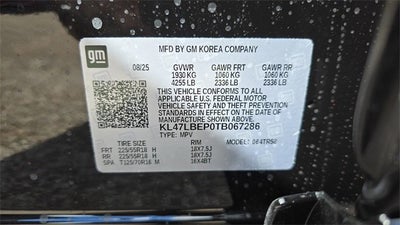 gm
MFD BY GM KOREA COMPANY
08/25 GVWR GAWR FRT GAWR RR
1930 KG 1060 KG 1060 KG
4255 LB 2336 LB 2336 LB
THIS VEHICLE CONFORMS TO ALL
APPLICABLE U.S. FEDERAL MOTOR
VEHICLE SAFETY AND THEFT PREVENTION
STANDARDS IN EFFECT ON THE DATE OF
MANUFACTURE SHOWN ABOVE.
KL47LBEP0TB067286
TYPE: MPV
TIRE SIZE RIM MODEL:
FRT 225/55R18 H 18X7.5J
RR 225/55R18 H 18X7.5J
SPA T125/70R16 M 16X4BT